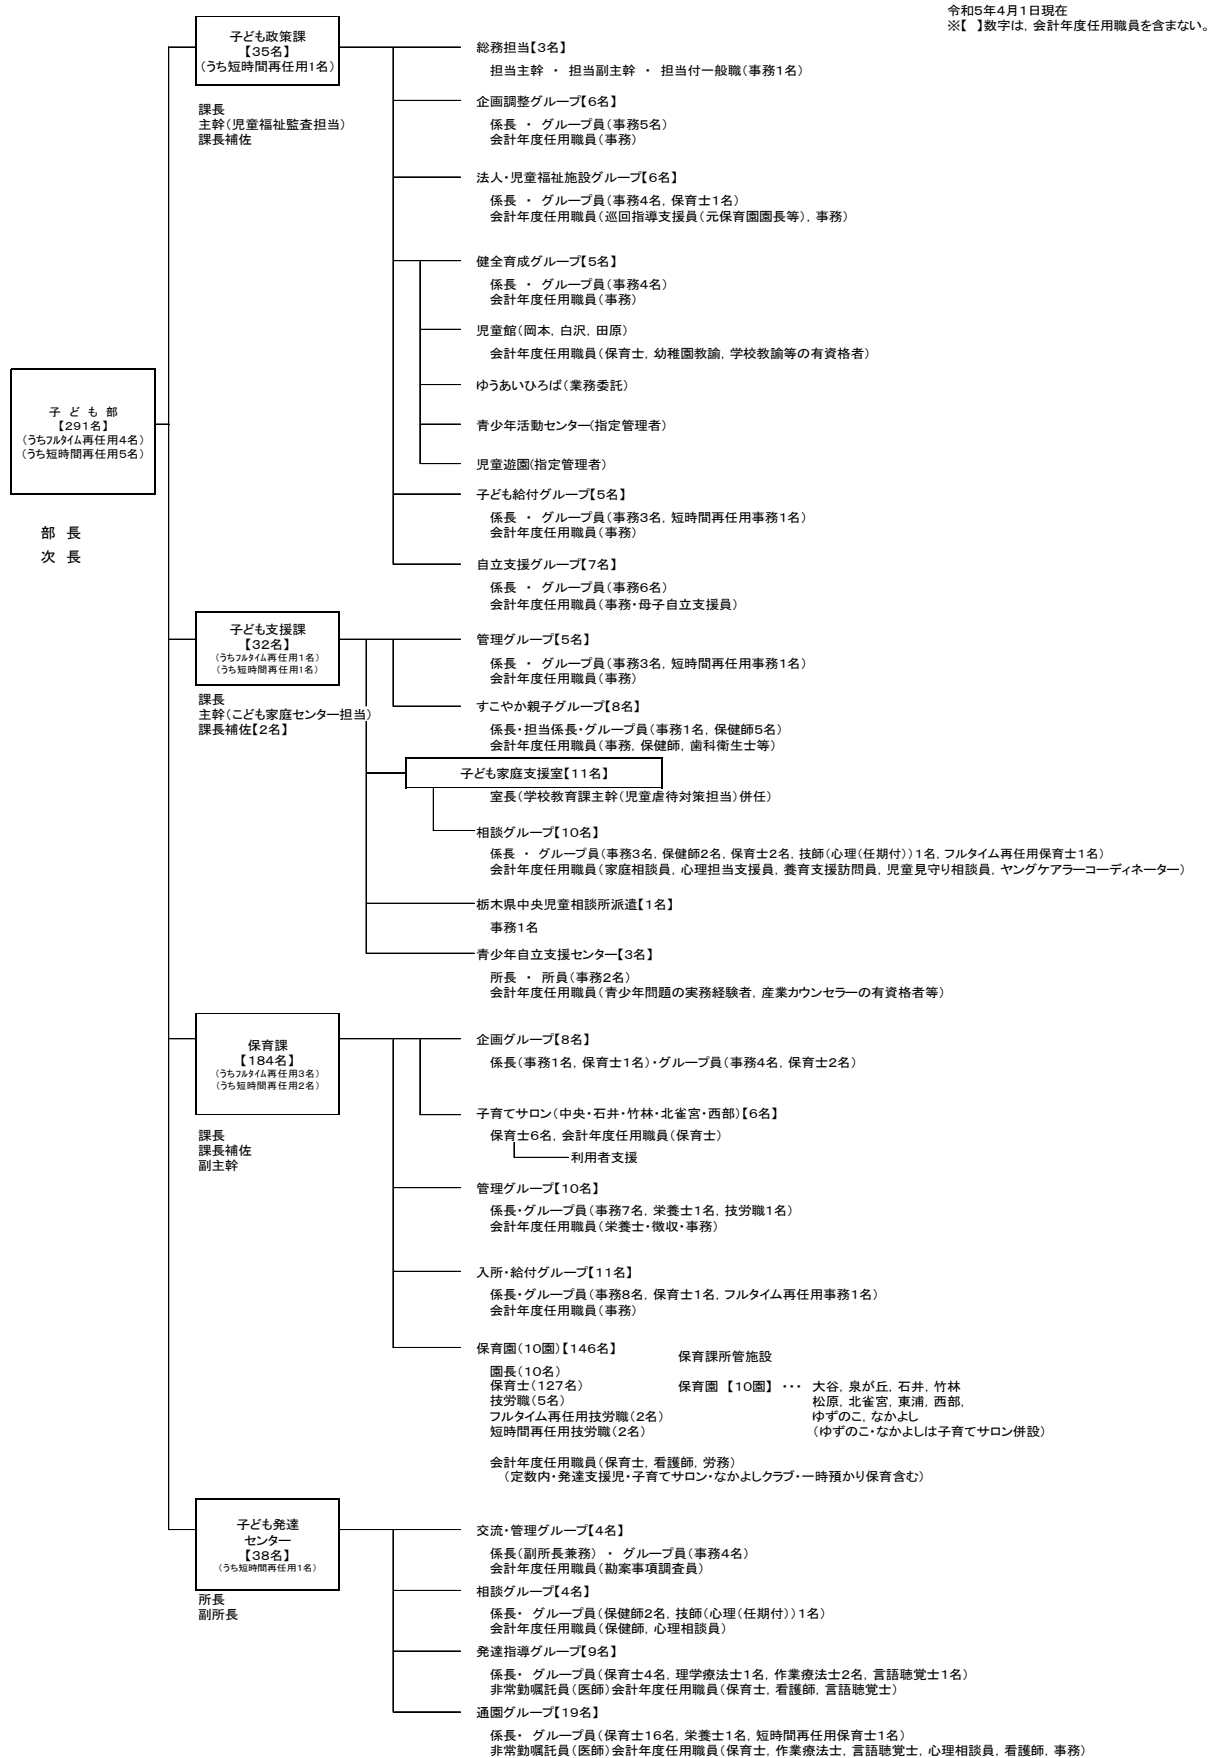 令和5年4月1日現在
※【 】数字は, 会計年度任用職員を含まない。
子ども部
【291名】
(うちフルタイム再任用4名)
(うち短時間再任用5名)
部 長
次 長
子ども政策課
【35名】
(うち短時間再任用1名)
課長
主幹(児童福祉監査担当)
課長補佐
総務担当【3名】
担当主幹 ・ 担当副主幹 ・ 担当付一般職(事務1名)
企画調整グループ【6名】
係長 ・ グループ員(事務5名)
会計年度任用職員(事務)
法人・児童福祉施設グループ【6名】
係長 ・ グループ員(事務4名, 保育士1名)
会計年度任用職員(巡回指導支援員(元保育園園長等), 事務)
健全育成グループ【5名】
係長 ・ グループ員(事務4名)
会計年度任用職員(事務)
児童館(岡本, 白沢, 田原)
会計年度任用職員(保育士, 幼稚園教諭, 学校教諭等の有資格者)
ゆうあいひろば(業務委託)
青少年活動センター(指定管理者)
児童遊園(指定管理者)
子ども給付グループ【5名】
係長 ・ グループ員(事務3名, 短時間再任用事務1名)
会計年度任用職員(事務)
自立支援グループ【7名】
係長 ・ グループ員(事務6名)
会計年度任用職員(事務・母子自立支援員)
子ども支援課
【32名】
(うちフルタイム再任用1名)
(うち短時間再任用1名)
課長
主幹(こども家庭センター担当)
課長補佐【2名】
管理グループ【5名】
係長 ・ グループ員(事務3名, 短時間再任用事務1名)
会計年度任用職員(事務)
すこやか親子グループ【8名】
係長・担当係長・グループ員(事務1名, 保健師5名)
会計年度任用職員(事務, 保健師, 歯科衛生士等)
子ども家庭支援室【11名】
室長(学校教育課主幹(児童虐待対策担当)併任)
相談グループ【10名】
係長 ・ グループ員(事務3名, 保健師2名, 保育士2名, 技師(心理(任期付))1名, フルタイム再任用保育士1名)
会計年度任用職員(家庭相談員, 心理担当支援員, 養育支援訪問員, 児童見守り相談員, ヤングケアラーコーディネーター)
栃木県中央児童相談所派遣【1名】
事務1名
青少年自立支援センター【3名】
所長 ・ 所員(事務2名)
会計年度任用職員(青少年問題の実務経験者, 産業カウンセラーの有資格者等)
保育課
【184名】
(うちフルタイム再任用3名)
(うち短時間再任用2名)
課長
課長補佐
副主幹
企画グループ【8名】
係長(事務1名, 保育士1名)・グループ員(事務4名, 保育士2名)
子育てサロン(中央・石井・竹林・北雀宮・西部)【6名】
保育士6名, 会計年度任用職員(保育士)
利用者支援
管理グループ【10名】
係長・グループ員(事務7名, 栄養士1名, 技労職1名)
会計年度任用職員(栄養士・徴収・事務)
入所・給付グループ【11名】
係長・グループ員(事務8名, 保育士1名, フルタイム再任用事務1名)
会計年度任用職員(事務)
保育園(10園)【146名】
園長(10名)
保育士(127名)
技労職(5名)
フルタイム再任用技労職(2名)
短時間再任用技労職(2名)
会計年度任用職員(保育士, 看護師, 労務)
(定数内・発達支援児・子育てサロン・なかよしクラブ・一時預かり保育含む)
保育課所管施設
保育園 【10園】 ・・・ 大谷, 泉が丘, 石井, 竹林
松原, 北雀宮, 東浦, 西部,
ゆずのこ, なかよし
(ゆずのこ・なかよしは子育てサロン併設)
子ども発達
センター
【38名】
(うち短時間再任用1名)
所長
副所長
交流・管理グループ【4名】
係長(副所長兼務) ・ グループ員(事務4名)
会計年度任用職員(勘案事項調査員)
相談グループ【4名】
係長・ グループ員(保健師2名, 技師(心理(任期付))1名)
会計年度任用職員(保健師, 心理相談員)
発達指導グループ【9名】
係長・ グループ員(保育士4名, 理学療法士1名, 作業療法士2名, 言語聴覚士1名)
非常勤嘱託員(医師)会計年度任用職員(保育士, 看護師, 言語聴覚士)
通園グループ【19名】
係長・ グループ員(保育士16名, 栄養士1名, 短時間再任用保育士1名)
非常勤嘱託員(医師)会計年度任用職員(保育士, 作業療法士, 言語聴覚士, 心理相談員, 看護師, 事務)